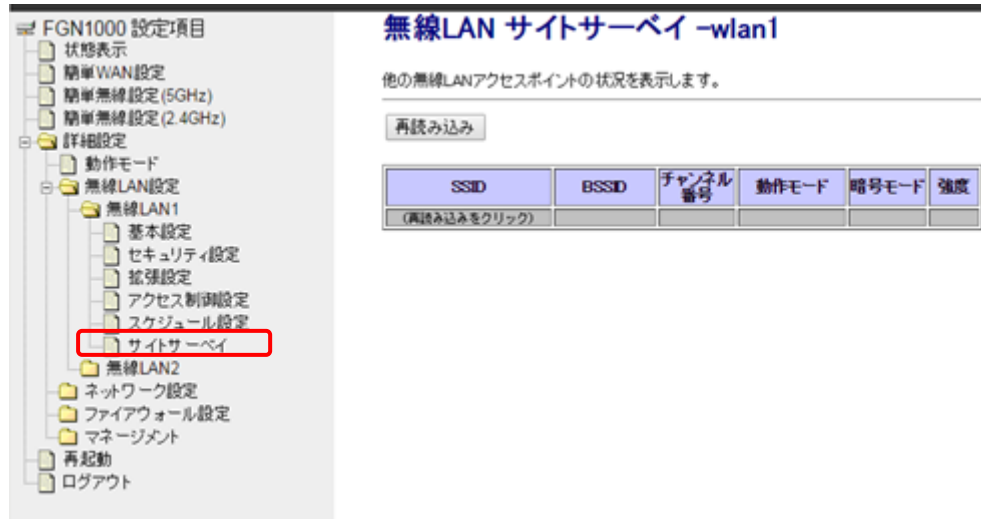 FGN1000 設定項目
状態表示
簡単WAN設定
簡単無線設定(5GHz)
簡単無線設定(2.4GHz)
詳細設定
動作モード
無線LAN設定
無線LAN1
基本設定
セキュリティ設定
拡張設定
アクセス制御設定
スケジュール設定
サイトサーベイ
無線LAN2
ネットワーク設定
ファイアウォール設定
マネージメント
再起動
ログアウト
無線LAN サイトサーベイ -wlan1
他の無線LANアクセスポイントの状況を表示します。
再読み込み
SSID BSSID チャンネル番号 動作モード 暗号モード 強度
(再読み込みをクリック)